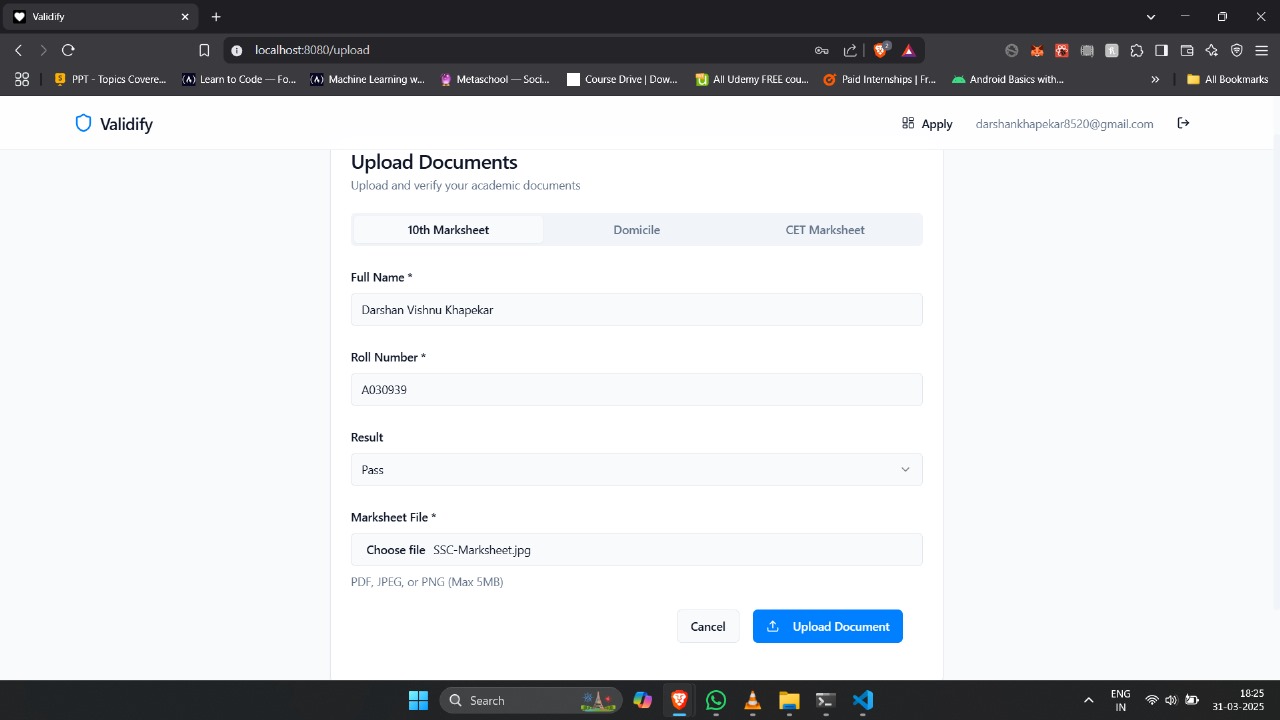 Validify
localhost:8080/upload
2
PPT - Topics Covere...
Learn to Code — Fo...
Machine Learning w...
Metaschool — Soci...
Course Drive | Dow...
All Udemy FREE cou...
Paid Internships | Fr...
Android Basics with...
All Bookmarks
Validify
Apply
darshankhapekar8520@gmail.com
Upload Documents
Upload and verify your academic documents
10th Marksheet
Domicile
CET Marksheet
Full Name *
Darshan Vishnu Khapekar
Roll Number *
A030939
Result
Pass
Marksheet File *
Choose file SSC-Marksheet.jpg
PDF, JPEG, or PNG (Max 5MB)
Cancel
Upload Document
Search
ENG
IN
18:25
31-03-2025